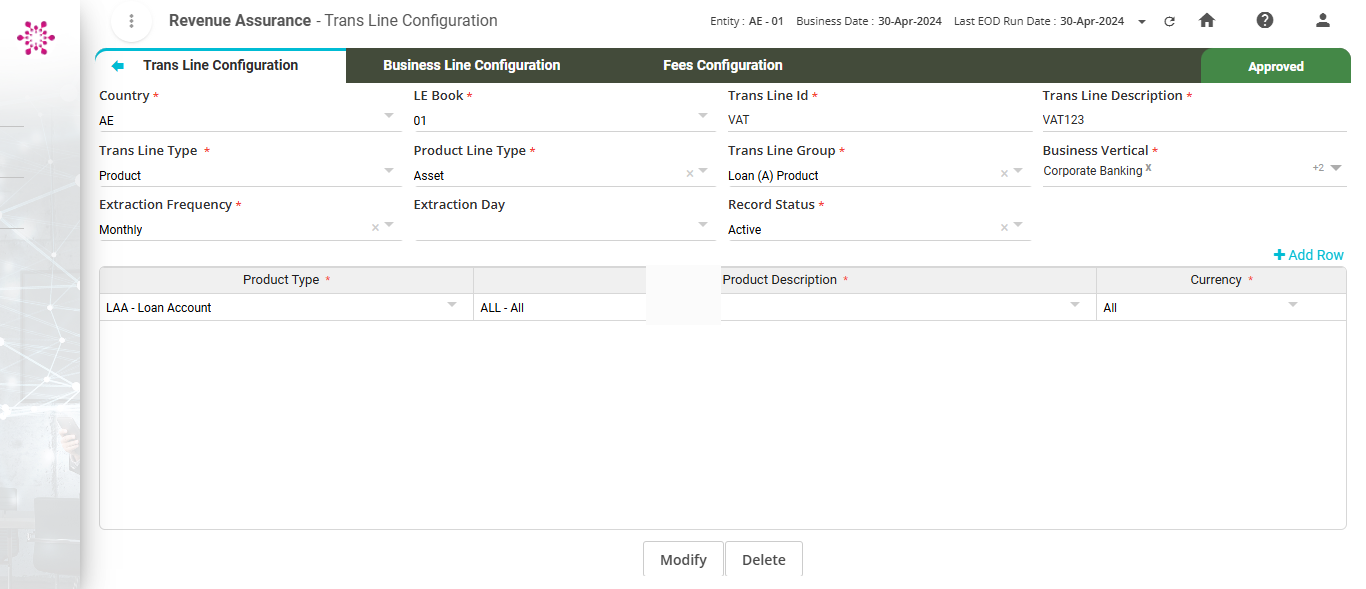 Revenue Assurance - Trans Line Configuration
Entity : AE - 01 Business Date : 30-Apr-2024 Last EOD Run Date : 30-Apr-2024
Trans Line Configuration Business Line Configuration Fees Configuration Approved
Country * LE Book * Trans Line Id * Trans Line Description *
AE 01 VAT VAT123
Trans Line Type * Product Line Type * Trans Line Group * Business Vertical *
Product Asset × Loan (A) Product × Corporate Banking x +2
Extraction Frequency * Extraction Day Record Status *
Monthly × Active ×
+ Add Row
Product Type * Product Description * Currency *
LAA - Loan Account ALL - All All
Modify Delete